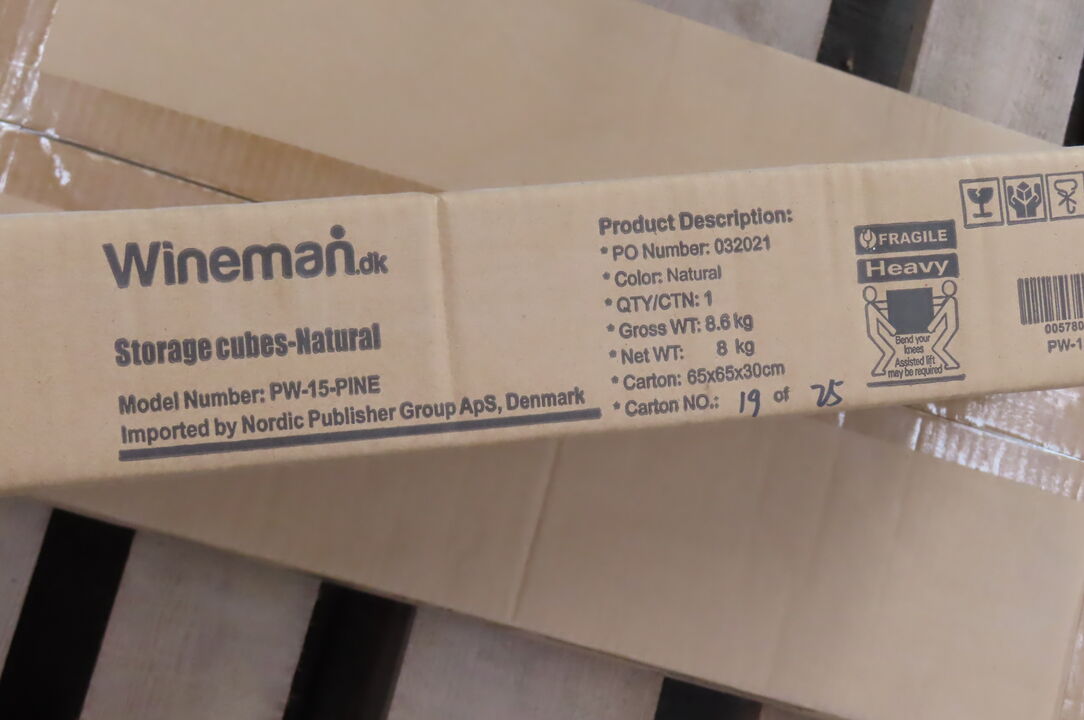 Wineman.dk
Storage cubes-Natural
Model Number: PW-15-PINE
Imported by Nordic Publisher Group ApS, Denmark
Product Description:
* PO Number: 032021
* Color: Natural
* QTY/CTN: 1
* Gross WT: 8.6 kg
* Net WT: 8 kg
* Carton: 65x65x30cm
* Carton NO.: 19 of 25
FRAGILE
Heavy
Bend your
knees
Assisted lift
may be required
005780
PW-1